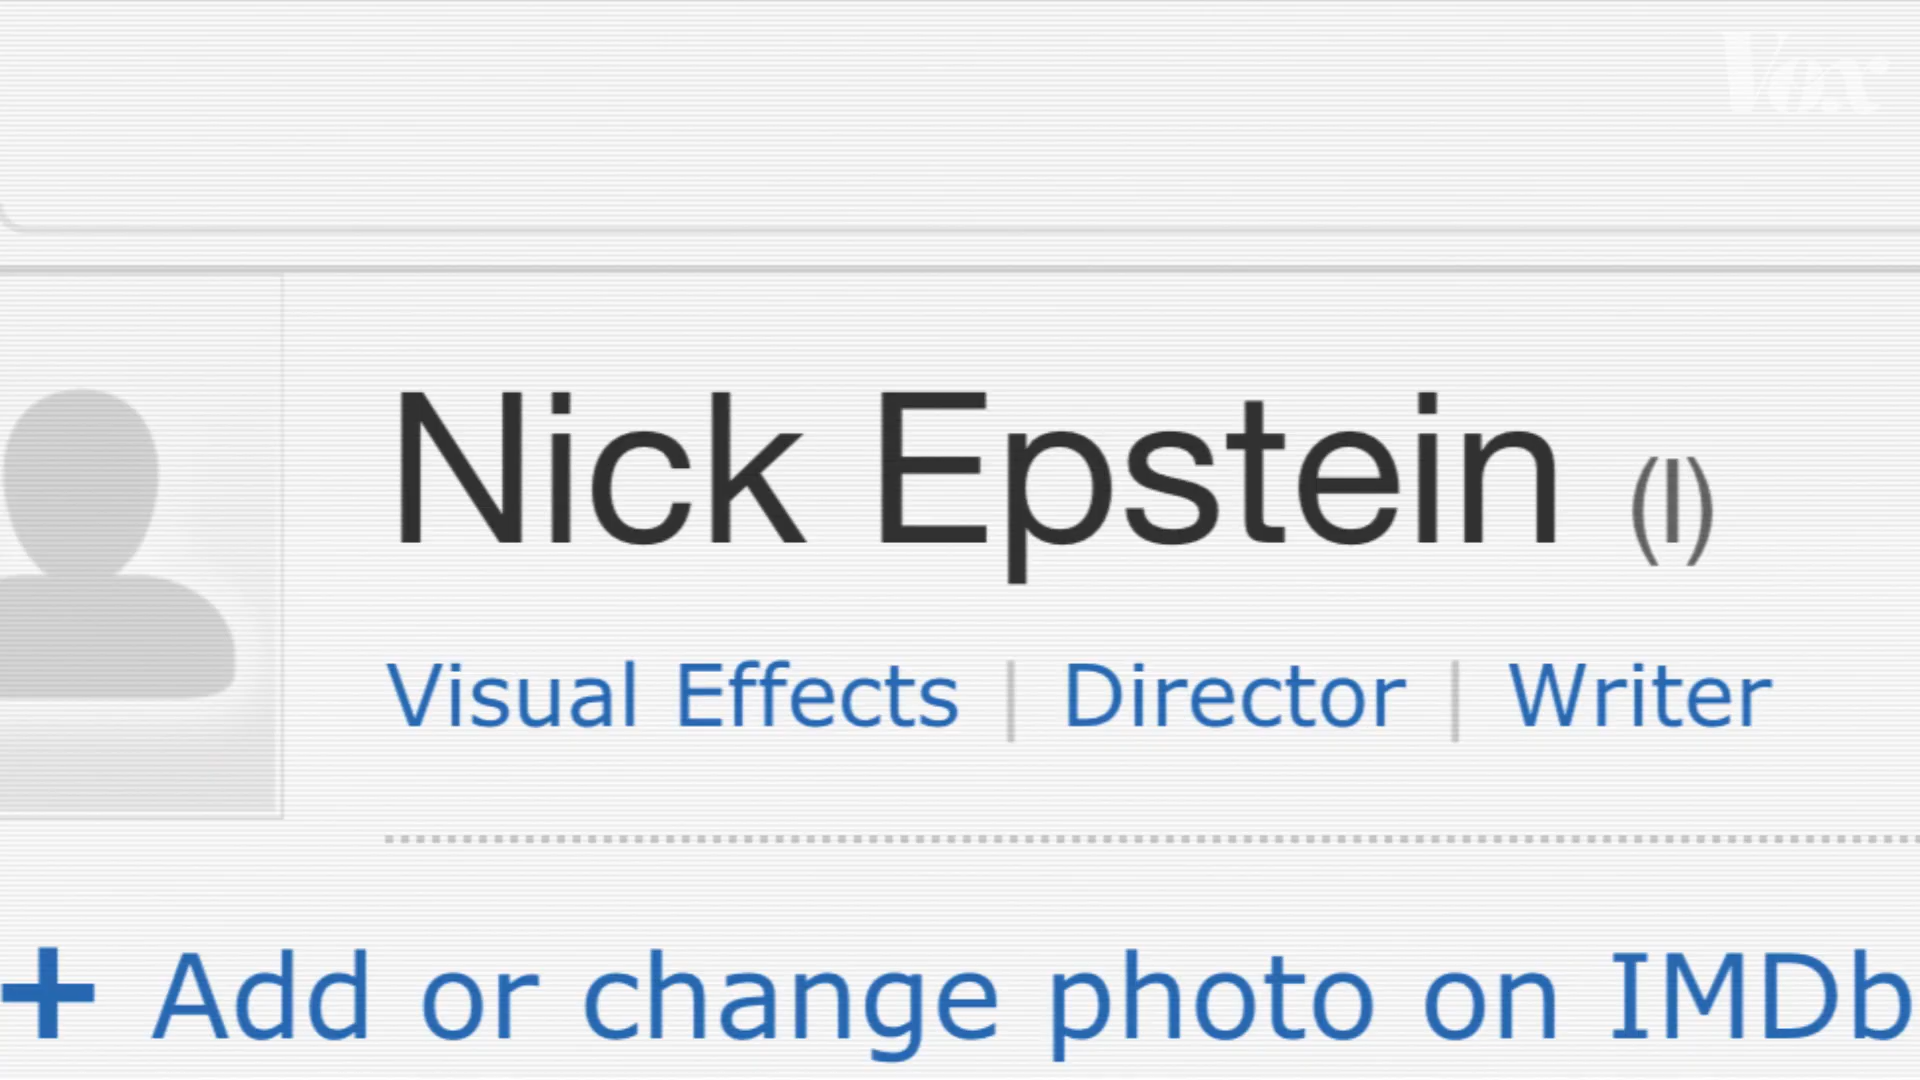 Vox
Nick Epstein (I)
Visual Effects | Director | Writer
+ Add or change photo on IMDb